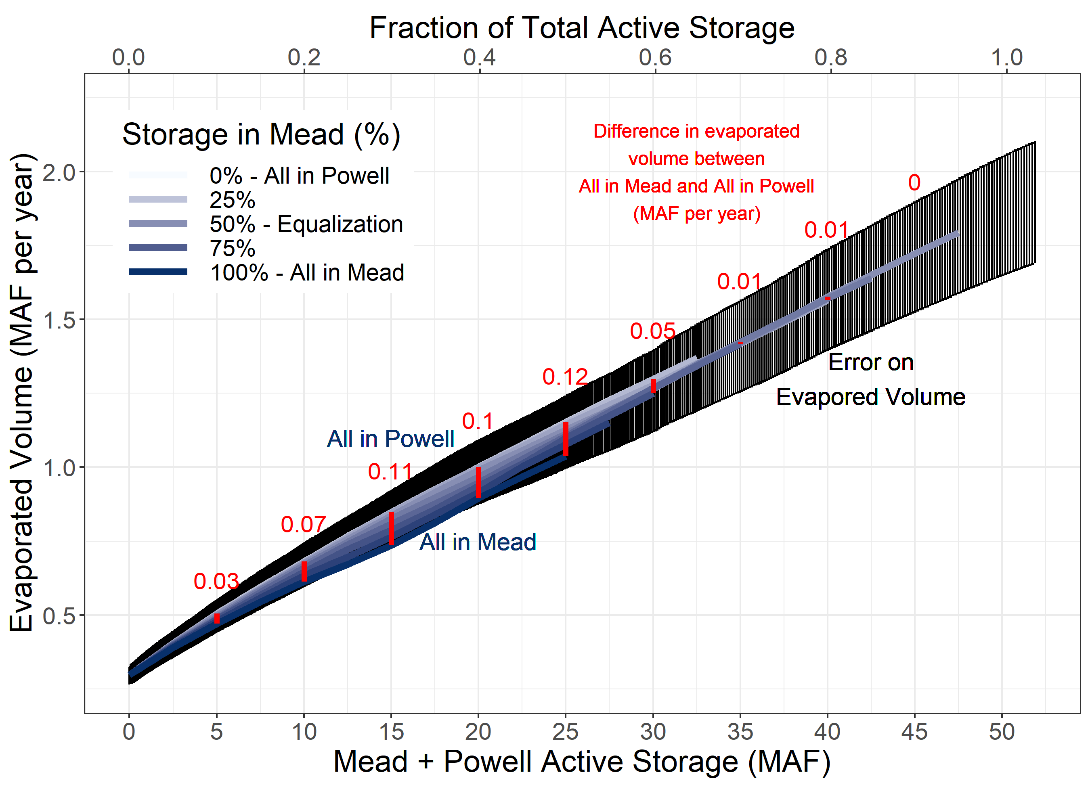 Fraction of Total Active Storage
0.0 0.2 0.4 0.6 0.8 1.0
Storage in Mead (%)
0% - All in Powell
25%
50% - Equalization
75%
100% - All in Mead
Difference in evaporated
volume between
All in Mead and All in Powell
(MAF per year)
0
0.01
0.01
0.05
0.12
0.1
0.11
0.07
0.03
All in Powell
All in Mead
Error on
Evapored Volume
Evaporated Volume (MAF per year)
2.0
1.5
1.0
0.5
0 5 10 15 20 25 30 35 40 45 50
Mead + Powell Active Storage (MAF)